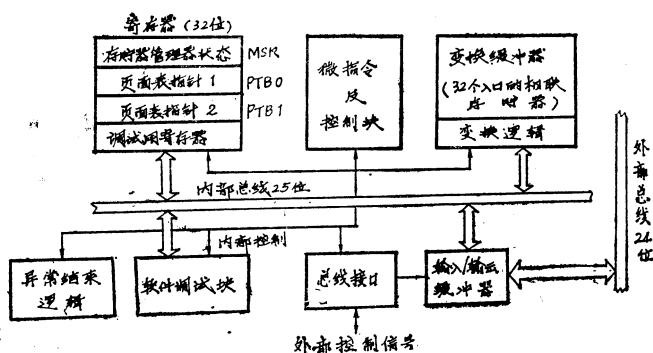 寄存器(32位)
存贮器管理器状态 MSR
页面表指针1 PTB0
页面表指针2 PTB1
调试用寄存器
微指令
及
控制块
变换缓冲器
(32个入口的相联
存贮器)
变换逻辑
内部总线25位
外部总线24位
内部控制
异常结束
逻辑
软件调试块
总线接口
输入/输出
缓冲器
外部控制信号